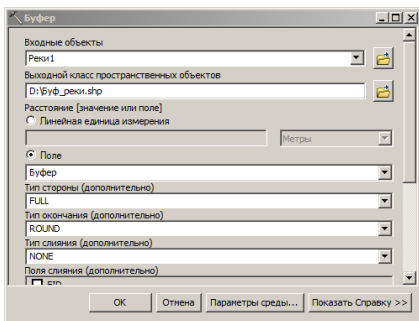 Буфер
Входные объекты
Реки1
Выходной класс пространственных объектов
D:\Буф_реки.shp
Расстояние [значение или поле]
Линейная единица измерения
Метры
Поле
Буфер
Тип стороны (дополнительно)
FULL
Тип окончания (дополнительно)
ROUND
Тип слияния (дополнительно)
NONE
Поля слияния (дополнительно)
FID
OK Отмена Параметры среды... Показать Справку >>